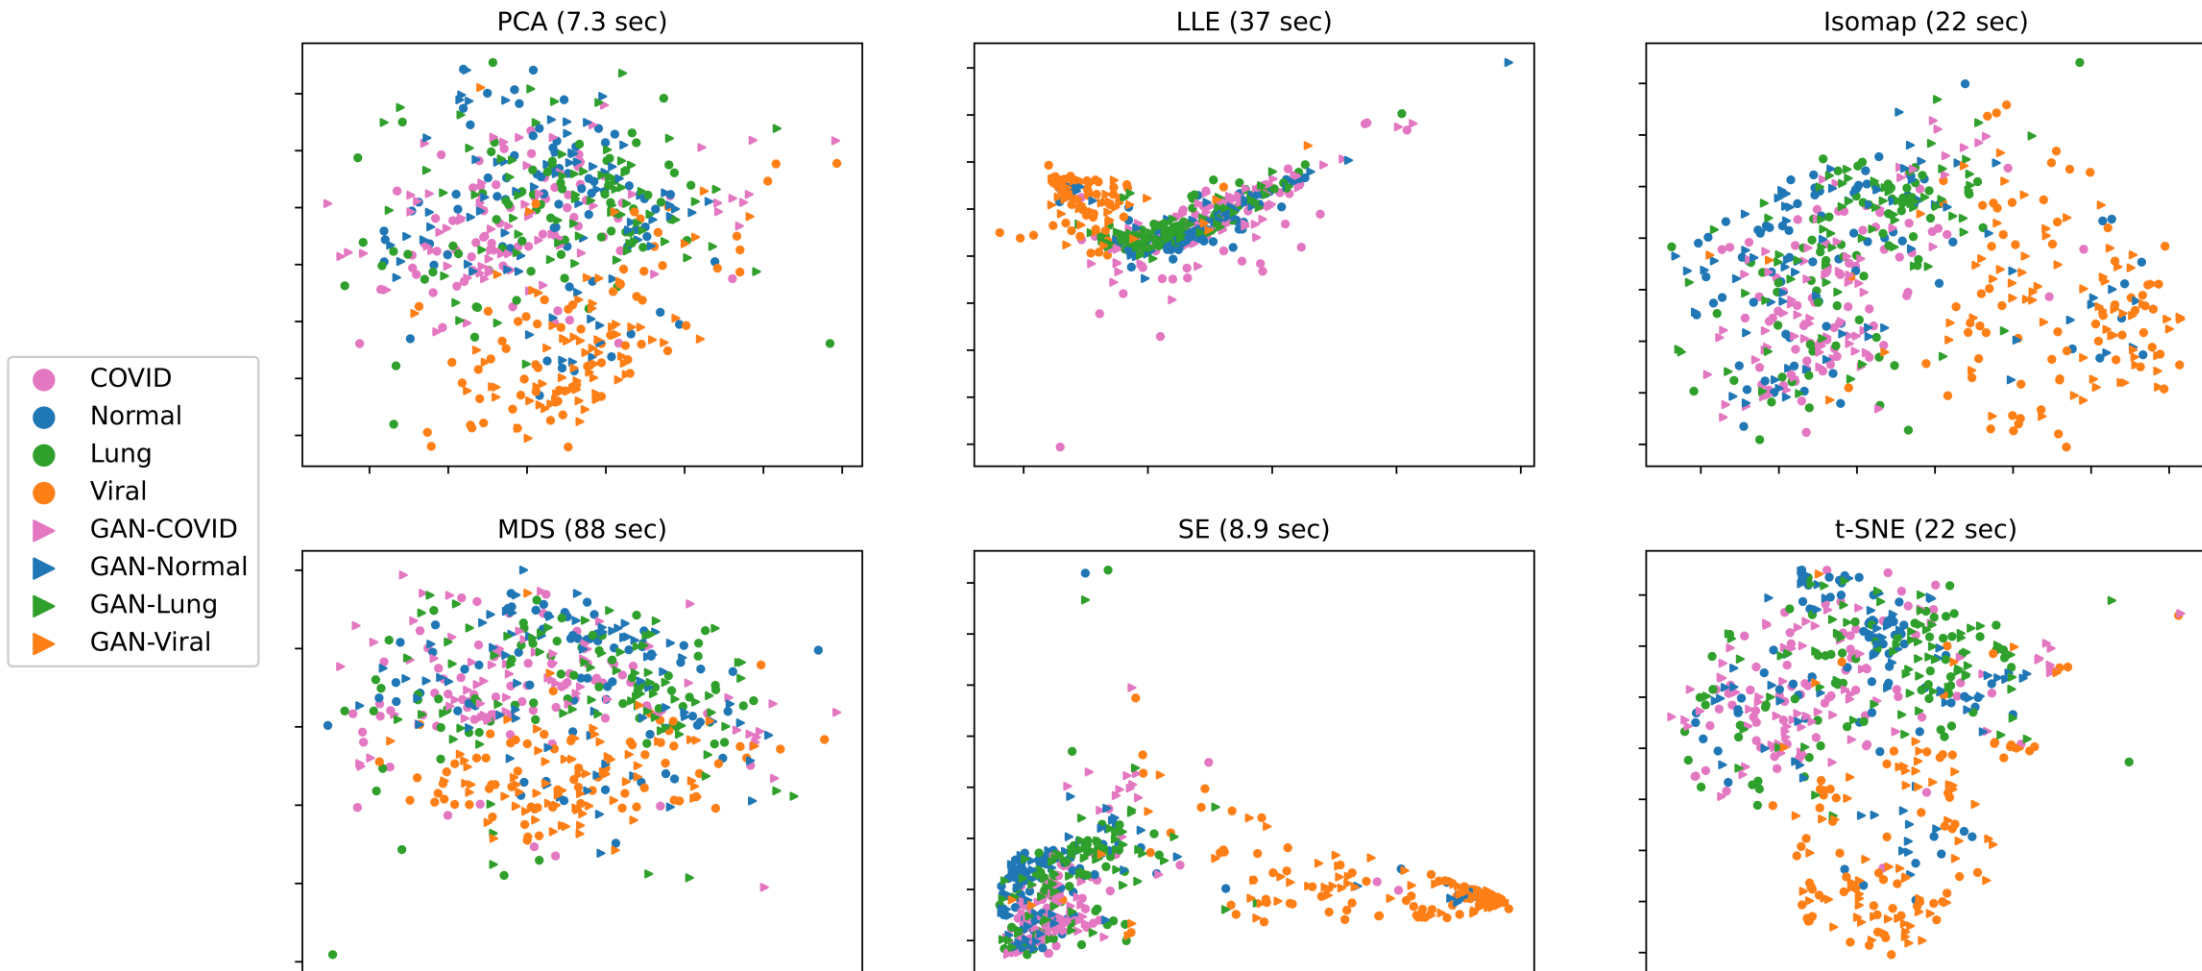 PCA (7.3 sec)
LLE (37 sec)
Isomap (22 sec)
COVID
Normal
Lung
Viral
GAN-COVID
GAN-Normal
GAN-Lung
GAN-Viral
MDS (88 sec)
SE (8.9 sec)
t-SNE (22 sec)